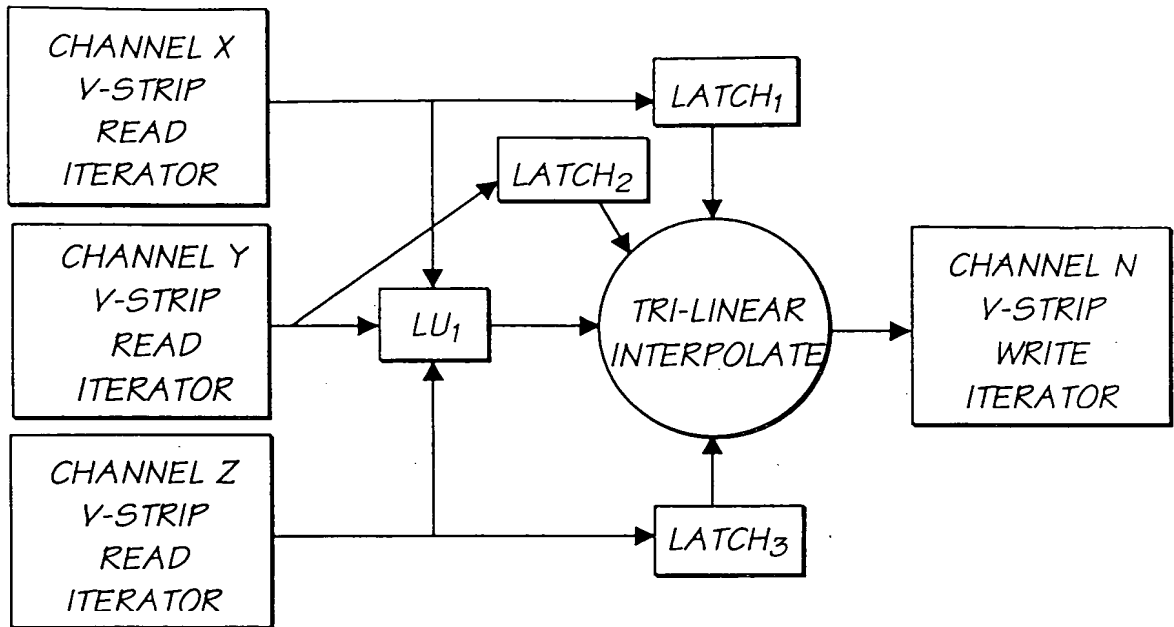 CHANNEL X
V-STRIP
READ
ITERATOR
LATCH1
LATCH2
CHANNEL Y
V-STRIP
READ
ITERATOR
LU1
TRI-LINEAR
INTERPOLATE
CHANNEL N
V-STRIP
WRITE
ITERATOR
CHANNEL Z
V-STRIP
READ
ITERATOR
LATCH3